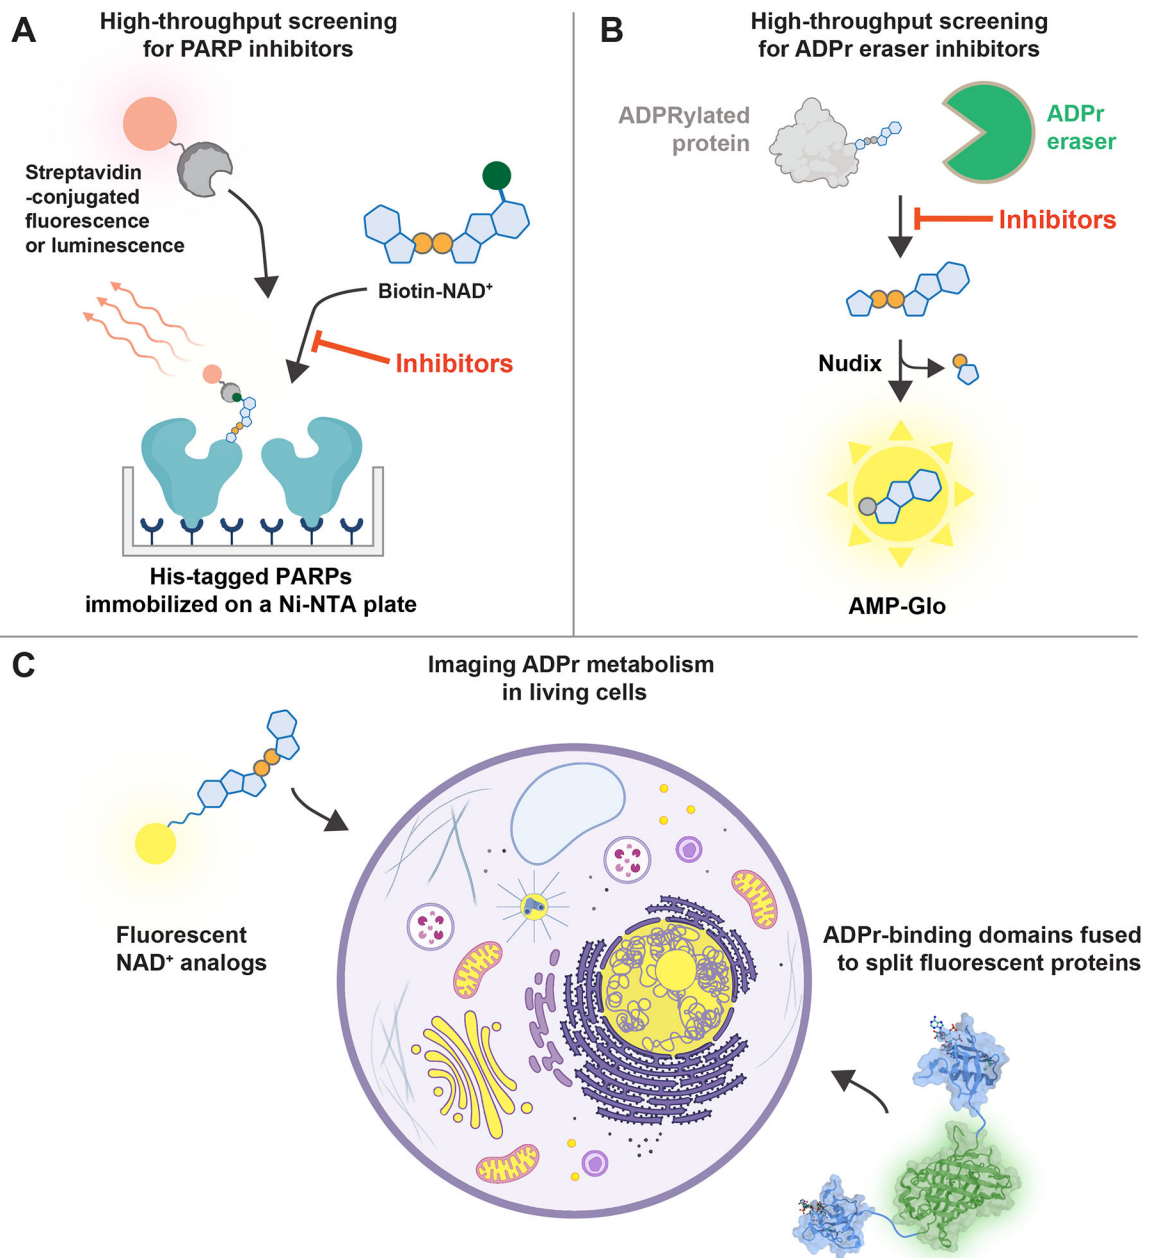 A
High-throughput screening
for PARP inhibitors
Streptavidin
-conjugated
fluorescence
or luminescence
Biotin-NAD⁺
Inhibitors
His-tagged PARPs
immobilized on a Ni-NTA plate
B
High-throughput screening
for ADPr eraser inhibitors
ADPRylated
protein
ADPr
eraser
Inhibitors
Nudix
AMP-Glo
C
Imaging ADPr metabolism
in living cells
Fluorescent
NAD⁺ analogs
ADPr-binding domains fused
to split fluorescent proteins